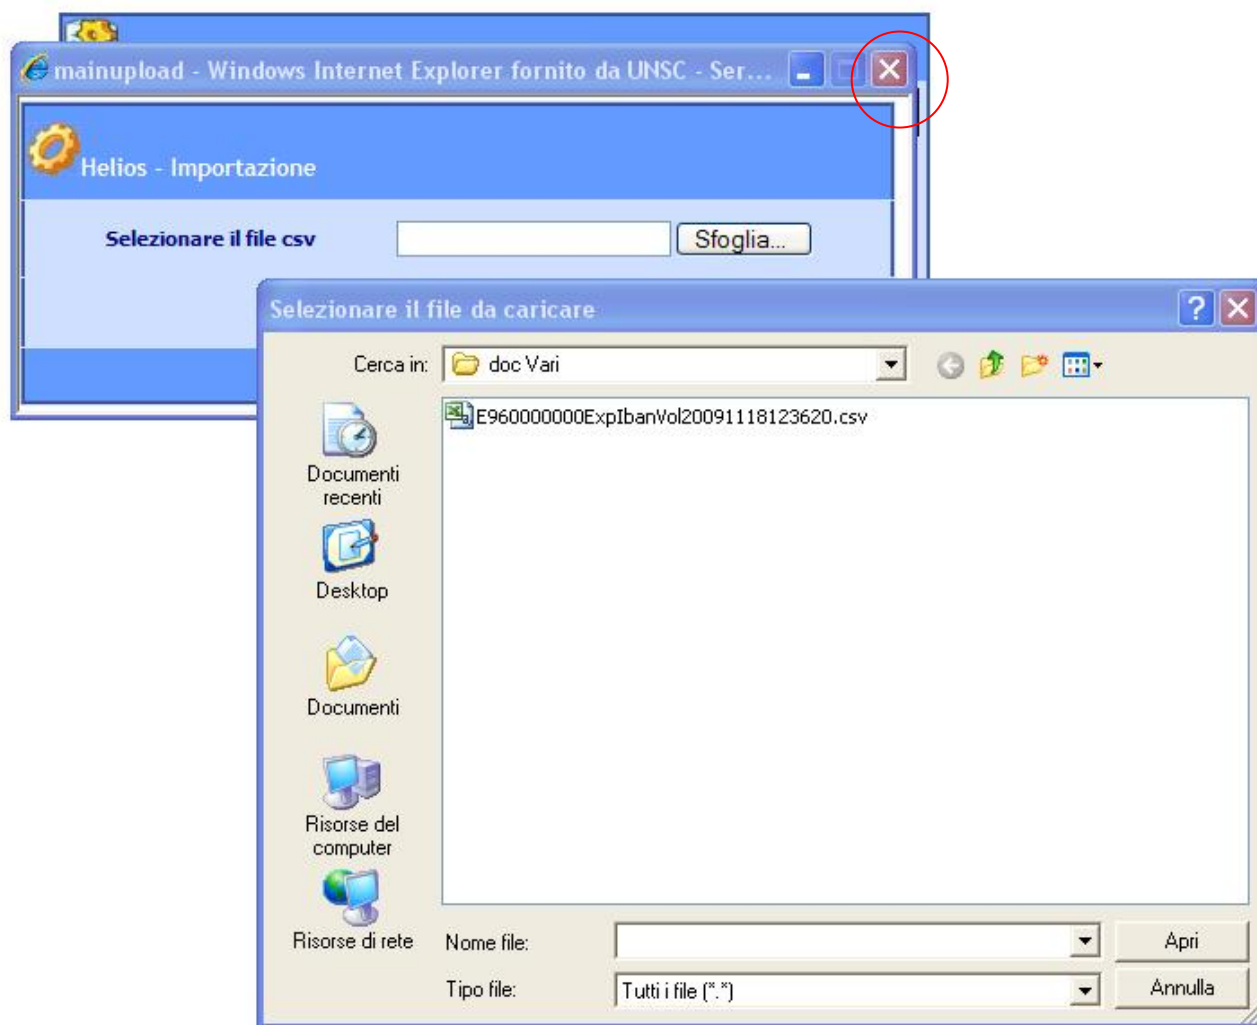 mainupload - Windows Internet Explorer fornito da UNSC - Ser...
Helios - Importazione
Selezionare il file csv
Sfoglia...
Selezionare il file da caricare
Cerca in:
doc Vari
E960000000ExpIbanVol20091118123620.csv
Documenti
recenti
Desktop
Documenti
Risorse del
computer
Risorse di rete
Nome file:
Apri
Tipo file:
Tutti i file (*.*)
Annulla